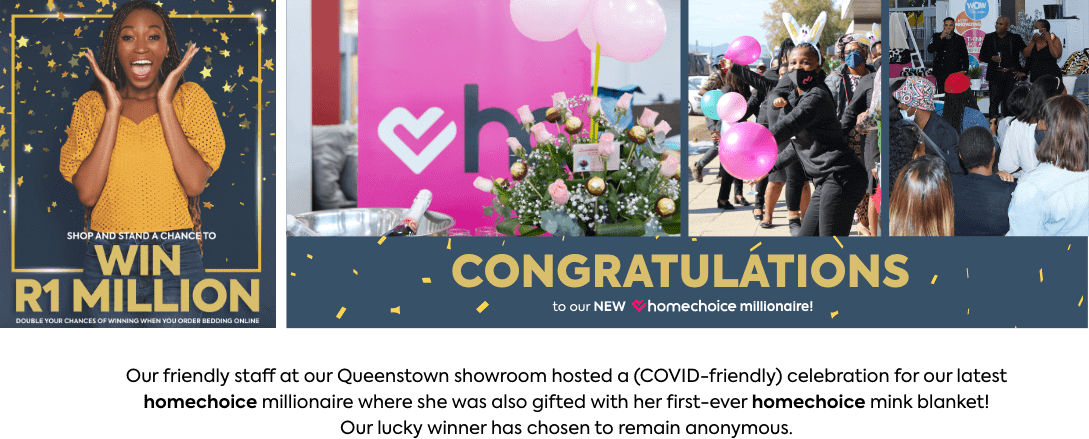 SHOP AND STAND A CHANCE TO
WIN
R1 MILLION
DOUBLE YOUR CHANCES OF WINNING WHEN YOU ORDER BEDDING ONLINE
ho
WOW
CONGRATULATIONS
to our NEW homechoice millionaire!
Our friendly staff at our Queenstown showroom hosted a (COVID-friendly) celebration for our latest
homechoice millionaire where she was also gifted with her first-ever homechoice mink blanket!
Our lucky winner has chosen to remain anonymous.